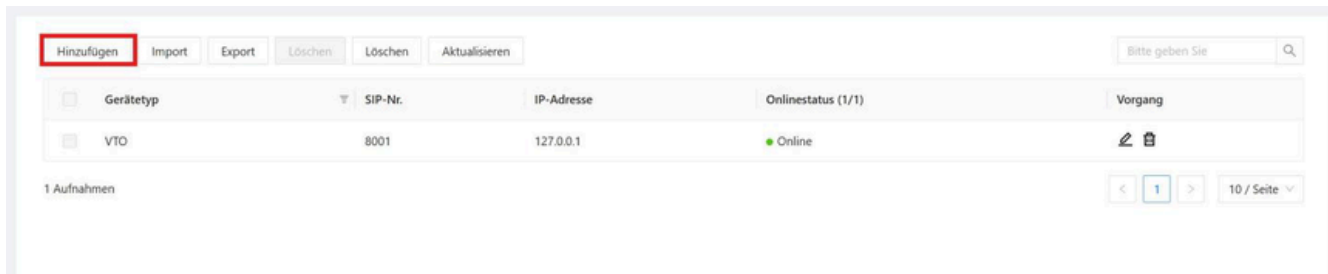 Hinzufügen Import Export Löschen Löschen Aktualisieren Bitte geben Sie
Gerätetyp SIP-Nr. IP-Adresse Onlinestatus (1/1) Vorgang
VTO 8001 127.0.0.1 Online
1 Aufnahmen < 1 > 10 / Seite